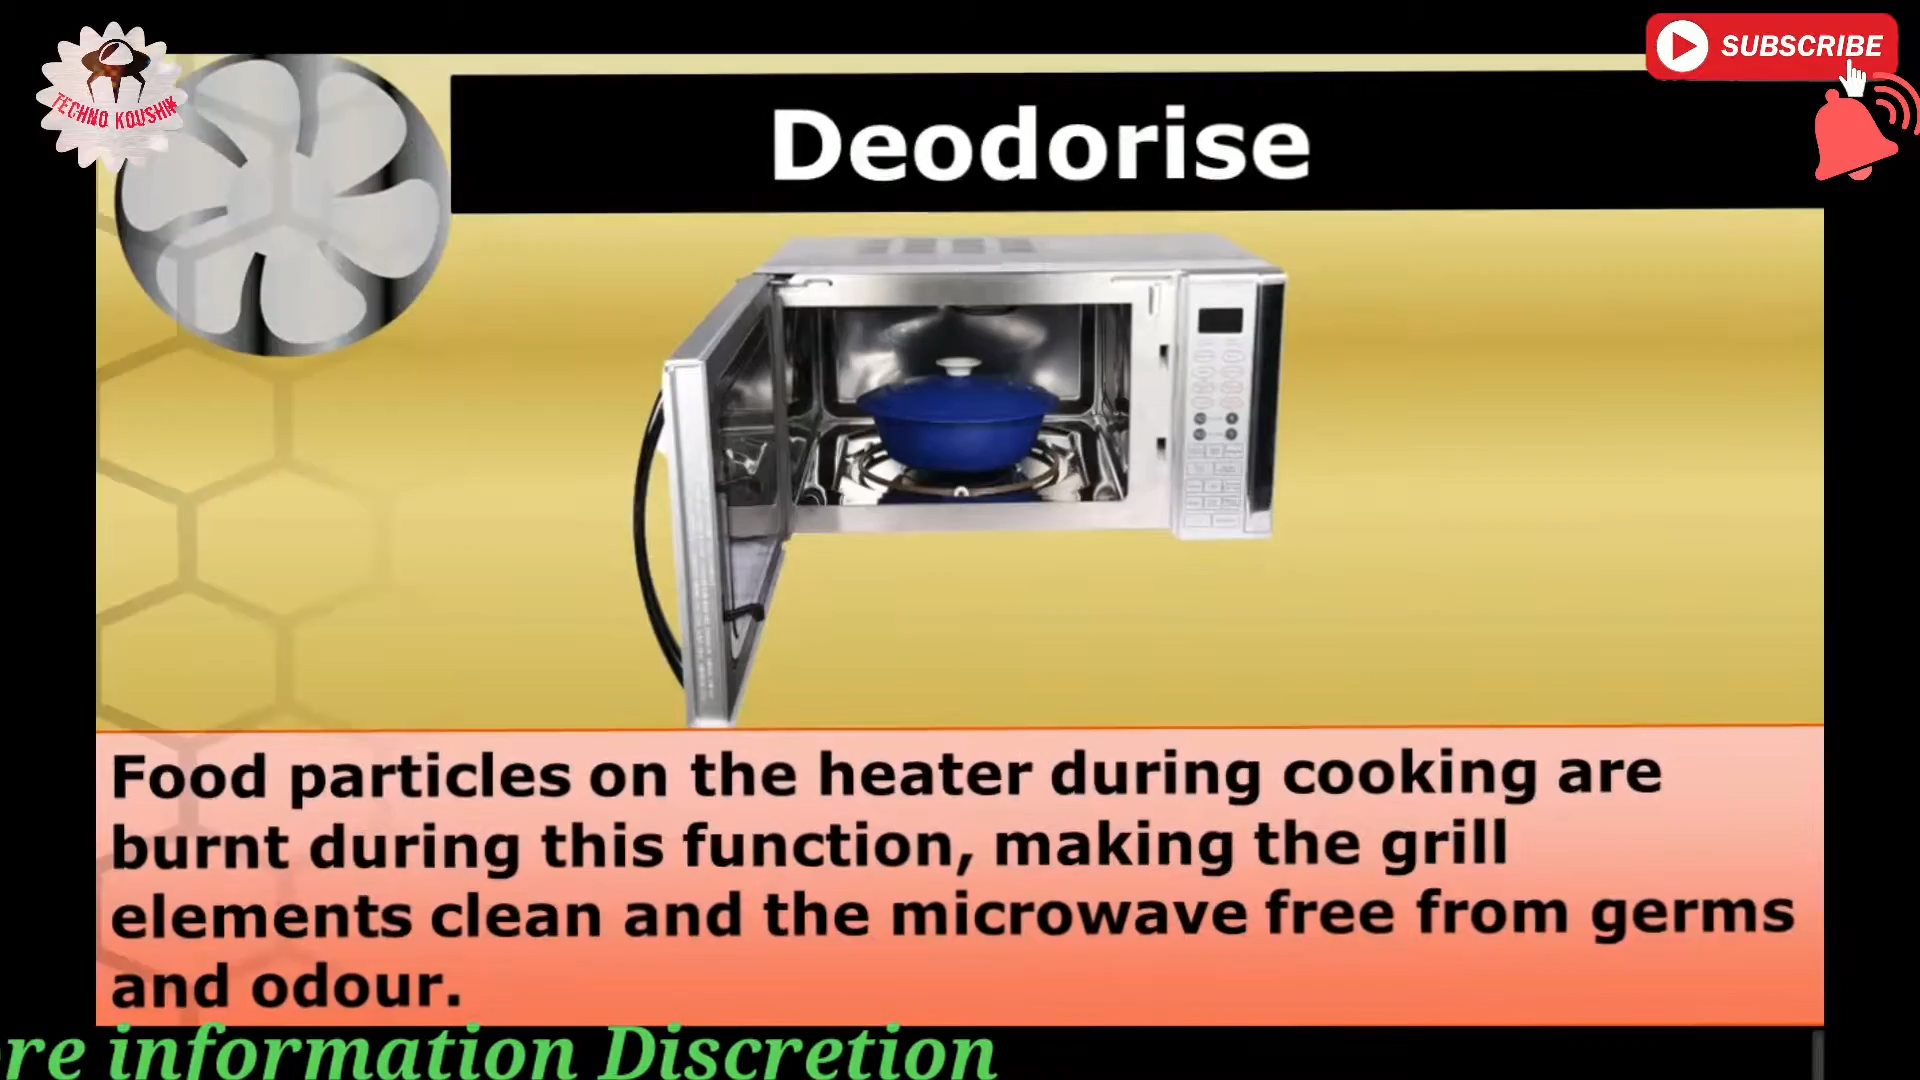 TECHNO KOUSHIK
SUBSCRIBE
Deodorise
Food particles on the heater during cooking are
burnt during this function, making the grill
elements clean and the microwave free from germs
and odour.
re information Discretion